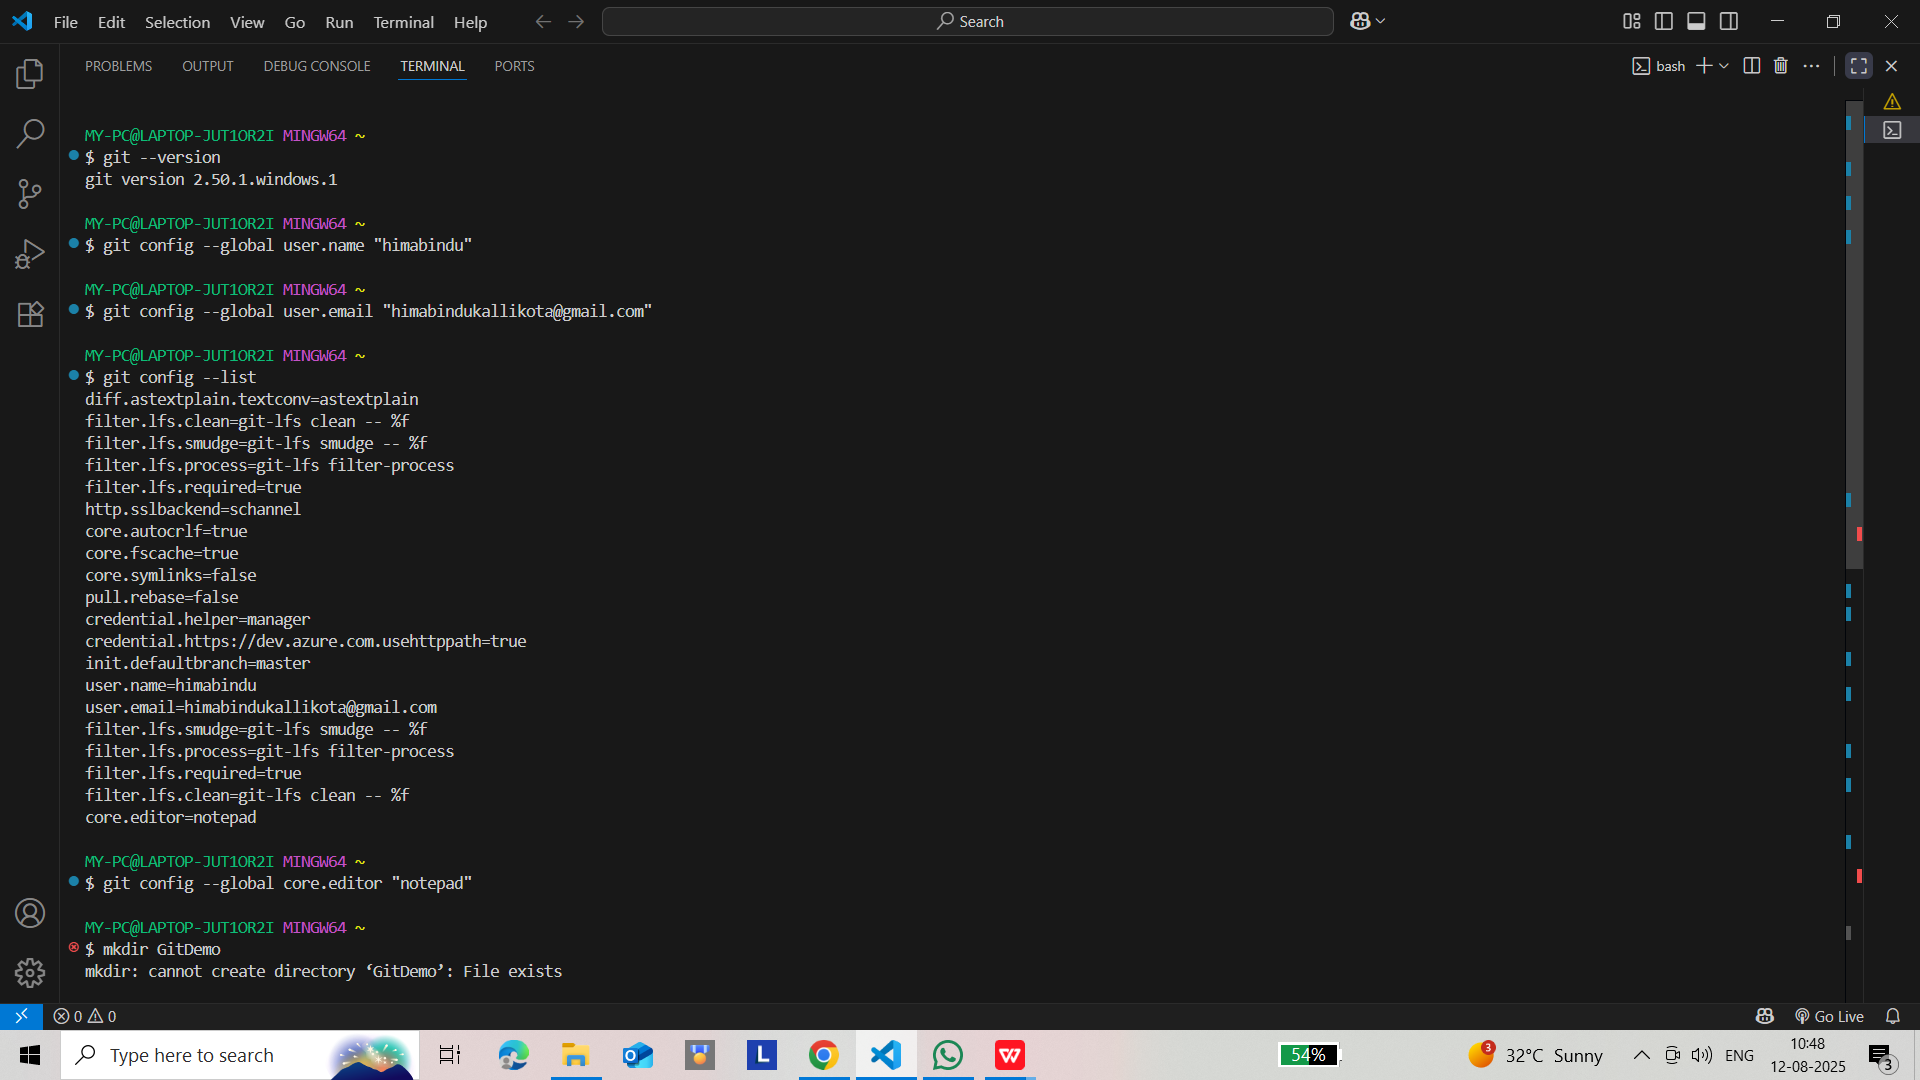 File Edit Selection View Go Run Terminal Help
Search
PROBLEMS OUTPUT DEBUG CONSOLE TERMINAL PORTS
bash
MY-PC@LAPTOP-JUT1OR2I MINGW64 ~
$ git --version
git version 2.50.1.windows.1
MY-PC@LAPTOP-JUT1OR2I MINGW64 ~
$ git config --global user.name "himabindu"
MY-PC@LAPTOP-JUT1OR2I MINGW64 ~
$ git config --global user.email "himabindukallikota@gmail.com"
MY-PC@LAPTOP-JUT1OR2I MINGW64 ~
$ git config --list
diff.astextplain.textconv=astextplain
filter.lfs.clean=git-lfs clean -- %f
filter.lfs.smudge=git-lfs smudge -- %f
filter.lfs.process=git-lfs filter-process
filter.lfs.required=true
http.sslbackend=schannel
core.autocrlf=true
core.fscache=true
core.symlinks=false
pull.rebase=false
credential.helper=manager
credential.https://dev.azure.com.usehttppath=true
init.defaultbranch=master
user.name=himabindu
user.email=himabindukallikota@gmail.com
filter.lfs.smudge=git-lfs smudge -- %f
filter.lfs.process=git-lfs filter-process
filter.lfs.required=true
filter.lfs.clean=git-lfs clean -- %f
core.editor=notepad
MY-PC@LAPTOP-JUT1OR2I MINGW64 ~
$ git config --global core.editor "notepad"
MY-PC@LAPTOP-JUT1OR2I MINGW64 ~
$ mkdir GitDemo
mkdir: cannot create directory ‘GitDemo’: File exists
0 0
Go Live
Type here to search
L
W
54%
3
32°C Sunny
ENG
10:48
12-08-2025
3